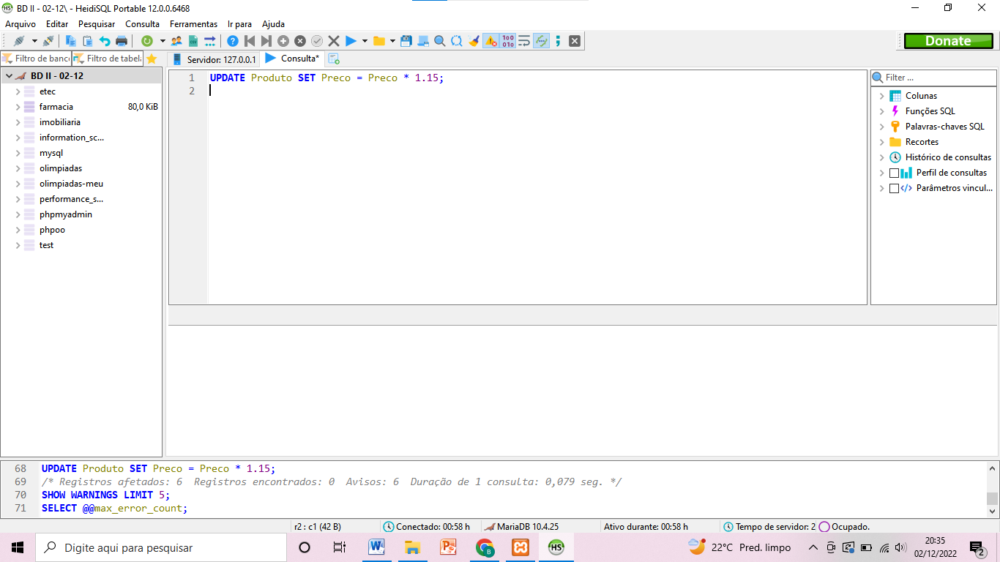 BD II - 02-12\ - HeidiSQL Portable 12.0.0.6468
Arquivo Editar Pesquisar Consulta Ferramentas Ir para Ajuda
Donate
Filtro de banc Filtro de tabela Servidor: 127.0.0.1 Consulta*
BD II - 02-12
etec
farmacia 80,0 KiB
imobiliaria
information_sc...
mysql
olimpiadas
olimpiadas-meu
performance_s...
phpmyadmin
phpoo
test
1 UPDATE Produto SET Preco = Preco * 1.15;
2
Filter ...
Colunas
Funções SQL
Palavras-chaves SQL
Recortes
Histórico de consultas
Perfil de consultas
Parâmetros vincul...
68 UPDATE Produto SET Preco = Preco * 1.15;
69 /* Registros afetados: 6 Registros encontrados: 0 Avisos: 6 Duração de 1 consulta: 0,079 seg. */
70 SHOW WARNINGS LIMIT 5;
71 SELECT @@max_error_count;
r2 : c1 (42 B) Conectado: 00:58 h MariaDB 10.4.25 Ativo durante: 00:58 h Tempo de servidor: 2 Ocupado.
Digite aqui para pesquisar
22°C Pred. limpo
20:35
02/12/2022
2